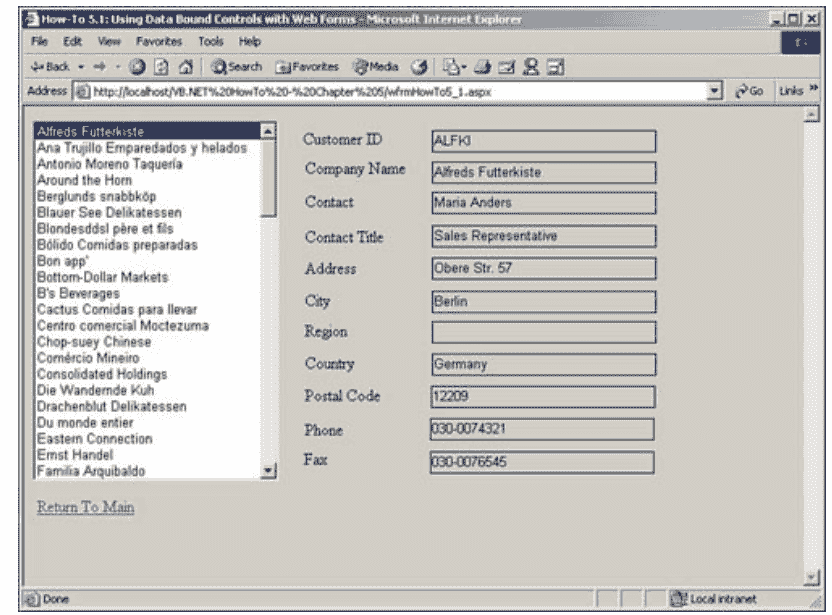 How-To 5.1: Using Data Bound Controls with Web Forms - Microsoft Internet Explorer
File Edit View Favorites Tools Help
Back Search Favorites Media
Address http://localhost/VB.NET%20HowTo%20-%20Chapter%205/wfrmHowTo5_1.aspx Go Links »
Alfreds Futterkiste
Ana Trujillo Emparedados y helados
Antonio Moreno Taquería
Around the Horn
Berglunds snabbköp
Blauer See Delikatessen
Blondesddsl père et fils
Bólido Comidas preparadas
Bon app'
Bottom-Dollar Markets
B's Beverages
Cactus Comidas para llevar
Centro comercial Moctezuma
Chop-suey Chinese
Comércio Mineiro
Consolidated Holdings
Die Wandernde Kuh
Drachenblut Delikatessen
Du monde entier
Eastern Connection
Ernst Handel
Familia Arquibaldo
Customer ID ALFKI
Company Name Alfreds Futterkiste
Contact Maria Anders
Contact Title Sales Representative
Address Obere Str. 57
City Berlin
Region
Country Germany
Postal Code 12209
Phone 030-0074321
Fax 030-0076545
Return To Main
Done Local intranet